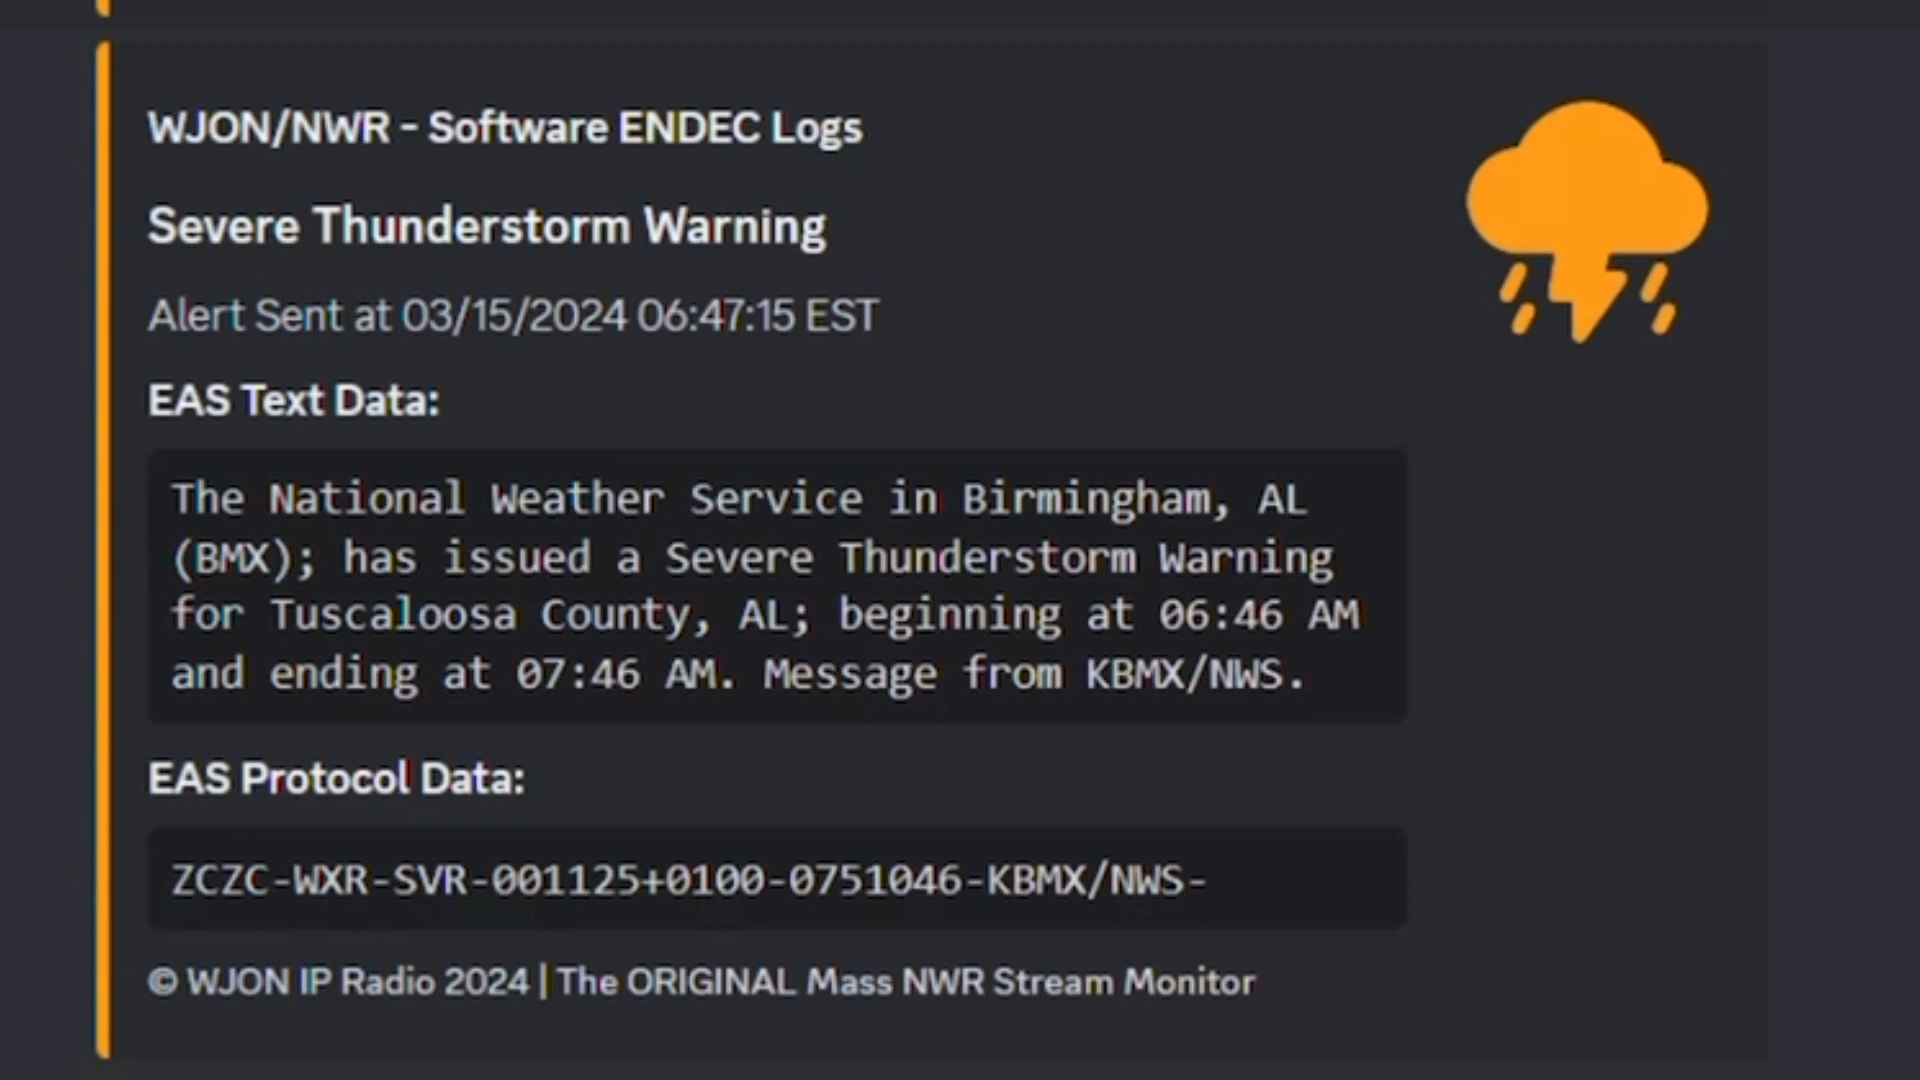 WJON/NWR - Software ENDEC Logs
Severe Thunderstorm Warning
Alert Sent at 03/15/2024 06:47:15 EST
EAS Text Data:
The National Weather Service in Birmingham, AL
(BMX); has issued a Severe Thunderstorm Warning
for Tuscaloosa County, AL; beginning at 06:46 AM
and ending at 07:46 AM. Message from KBMX/NWS.
EAS Protocol Data:
ZCZC-WXR-SVR-001125+0100-0751046-KBMX/NWS-
© WJON IP Radio 2024 | The ORIGINAL Mass NWR Stream Monitor